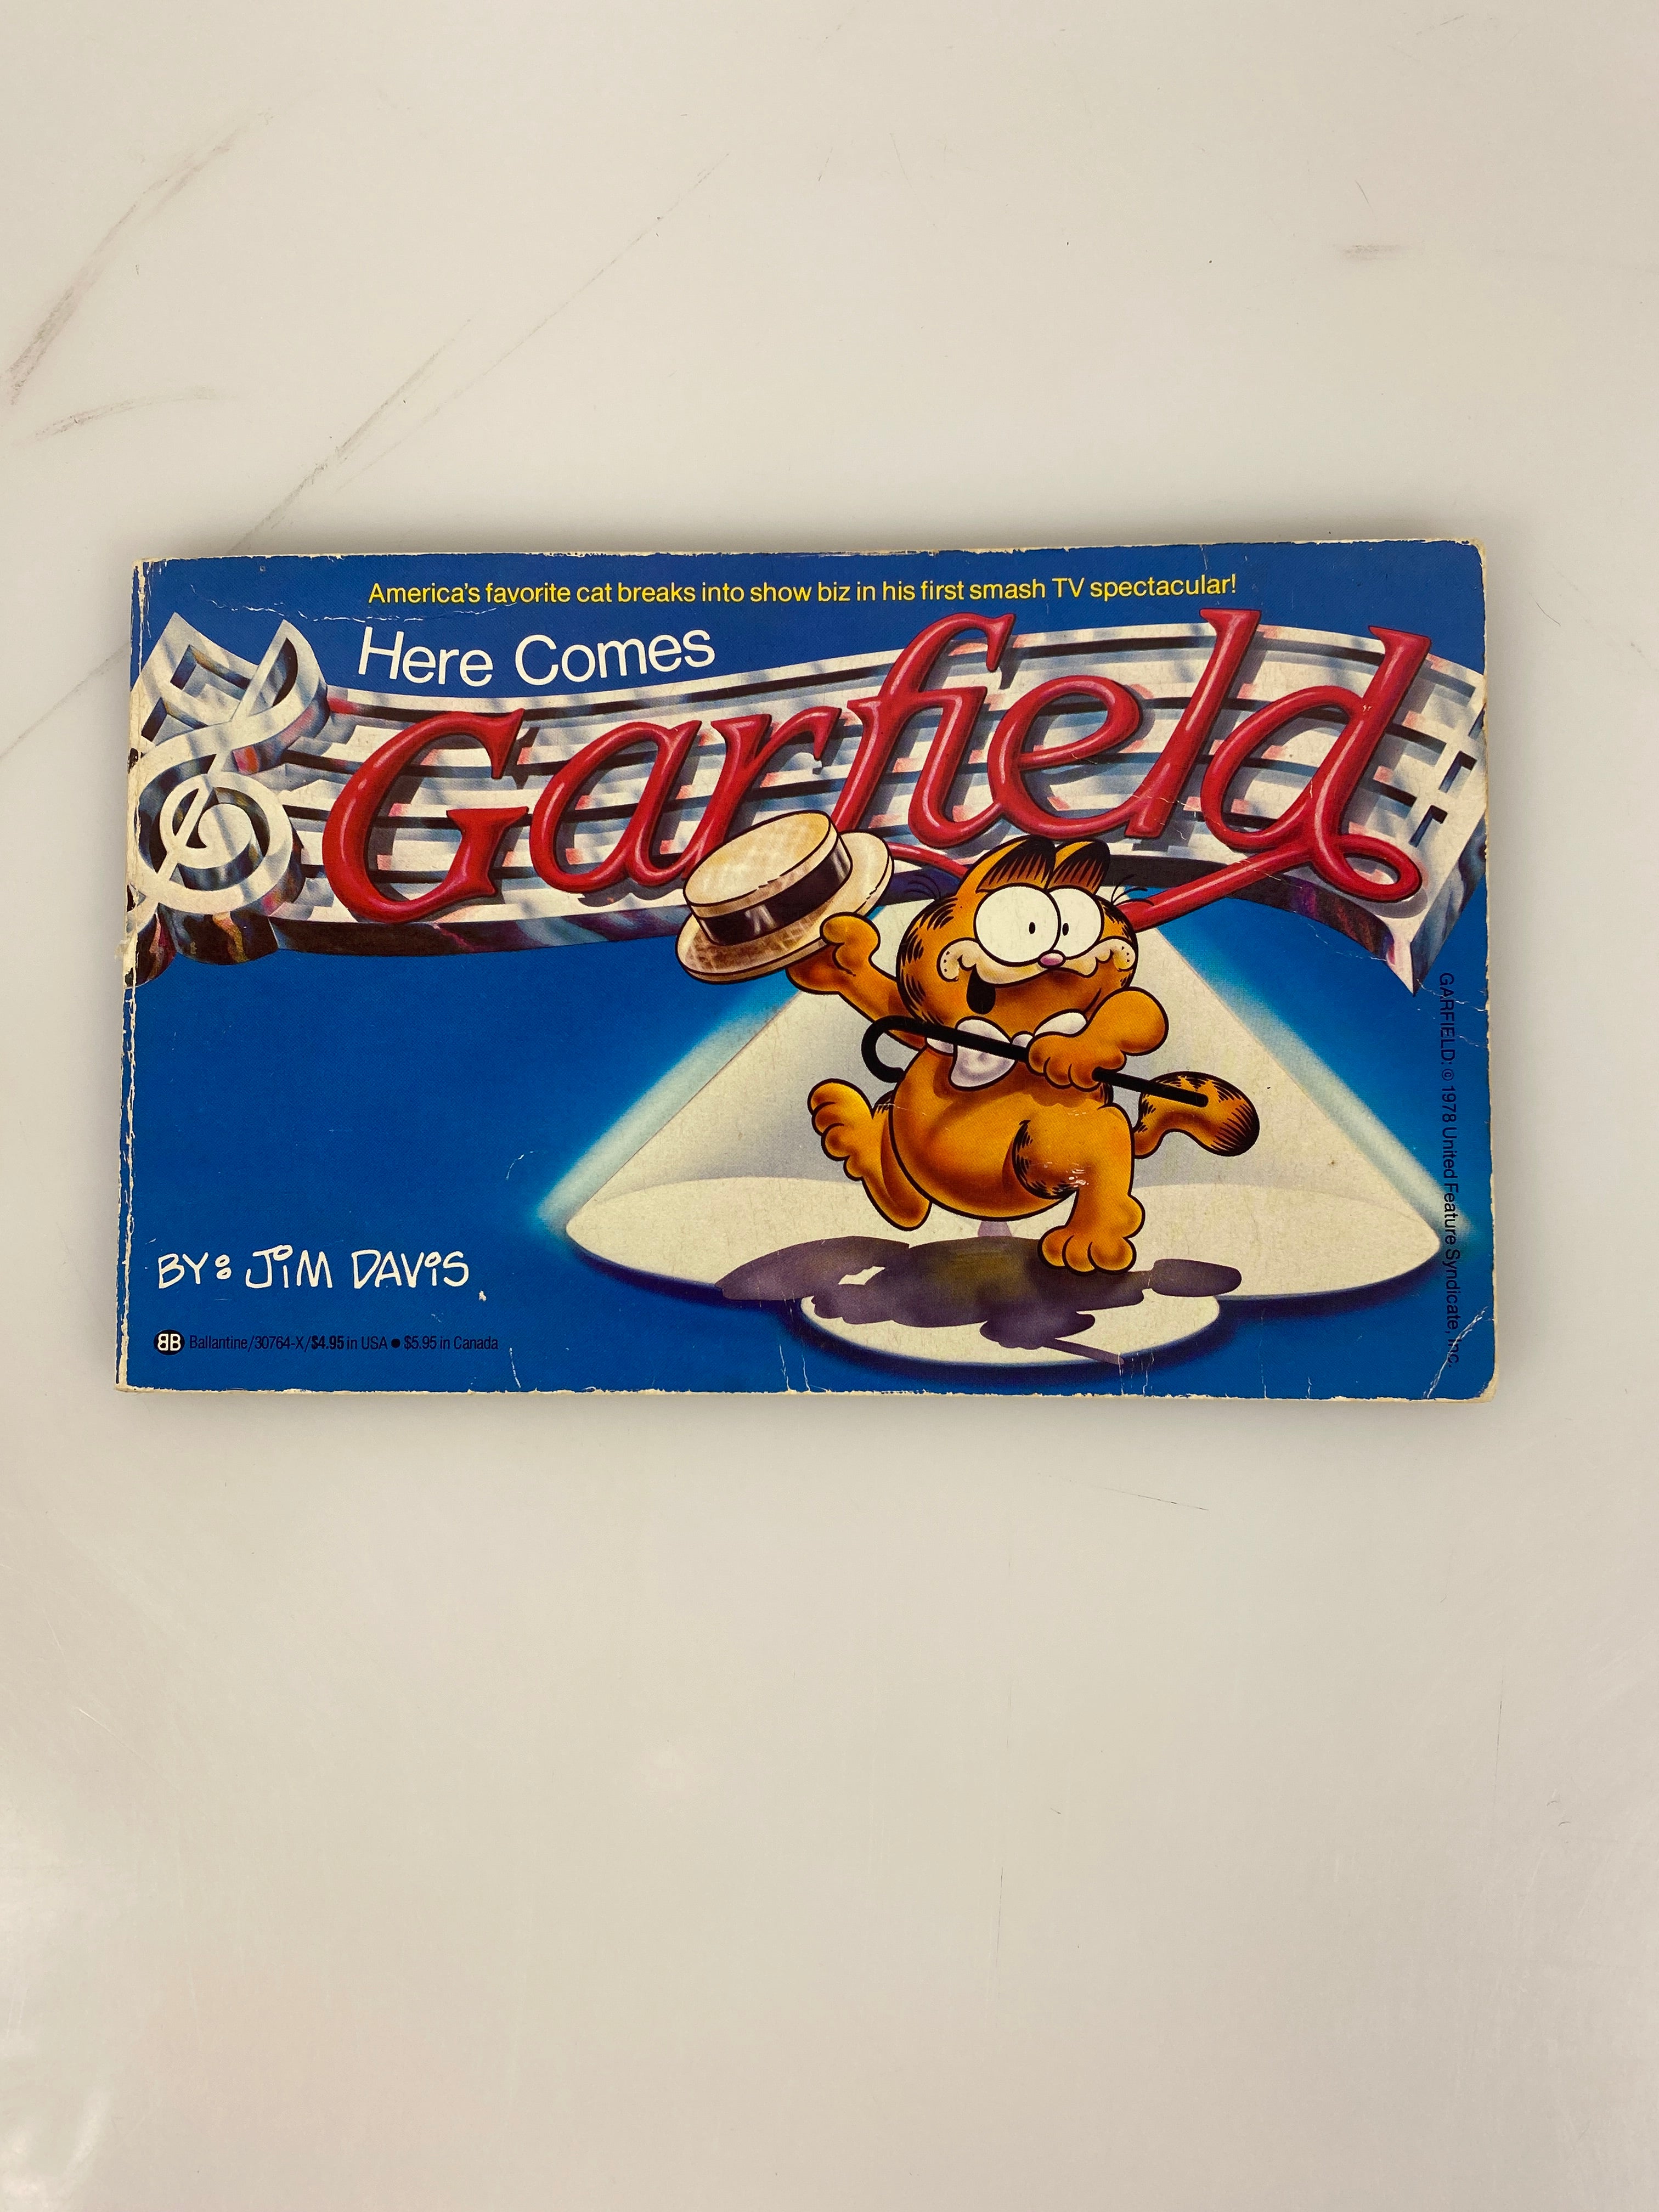 America's favorite cat breaks into show biz in his first smash TV spectacular!
Here Comes
Garfield
GARFIELD: © 1978 United Feature Syndicate, Inc.
BY: JIM DAVIS
BB Ballantine/30764-X/$4.95 in USA ● $5.95 in Canada